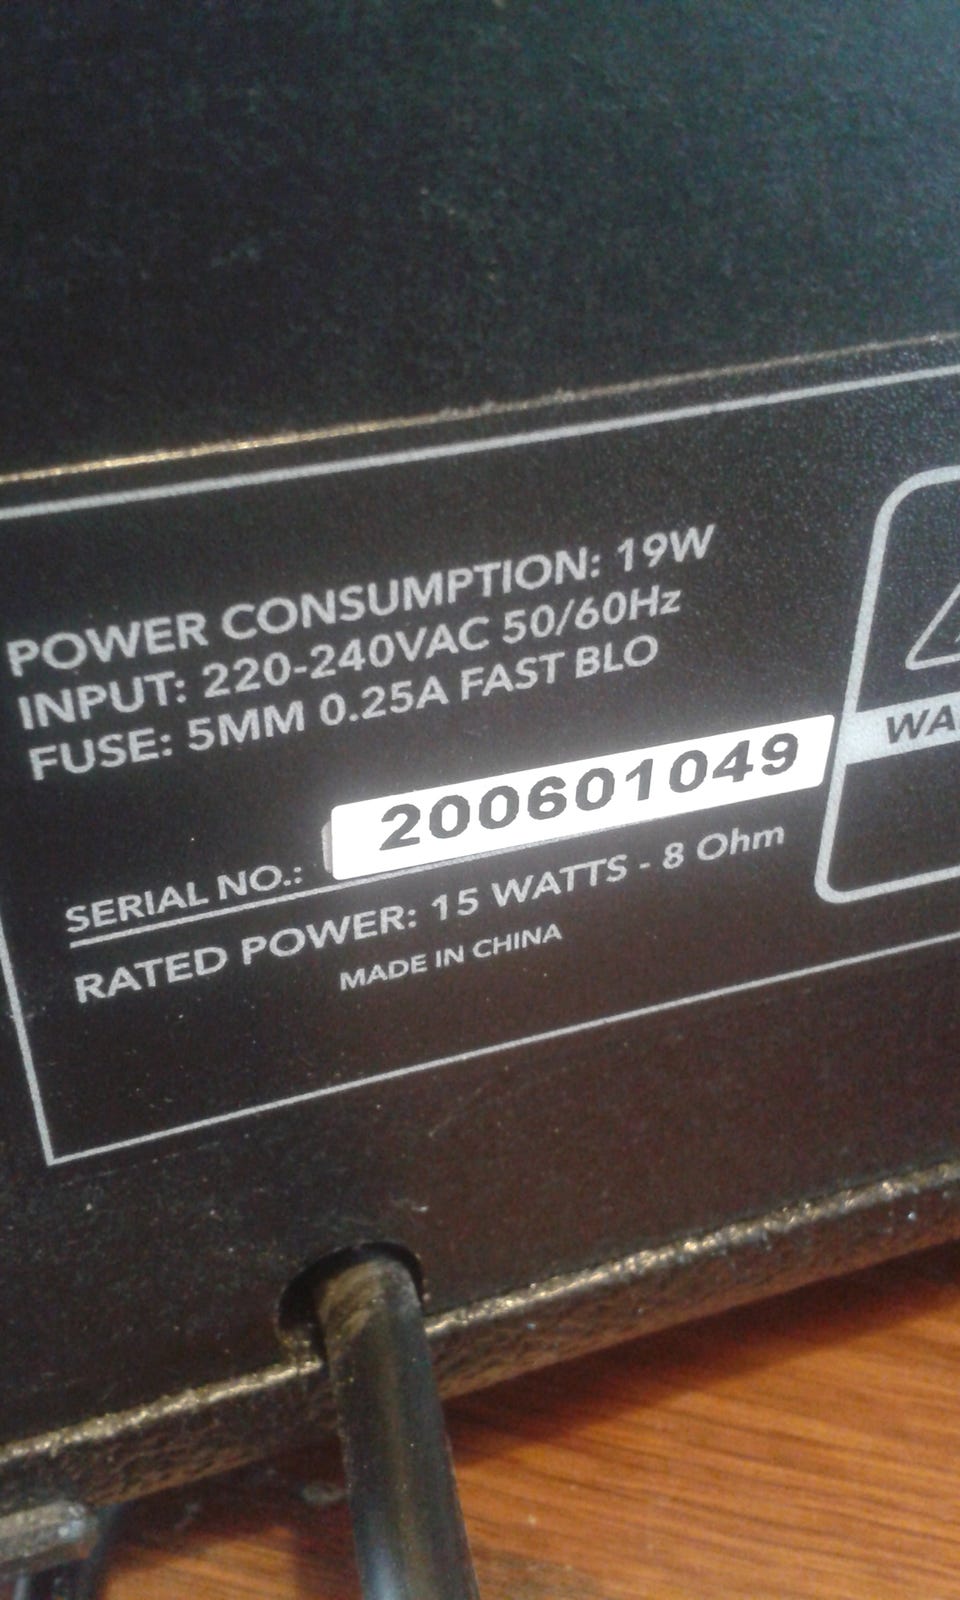 POWER CONSUMPTION: 19W
INPUT: 220-240VAC 50/60Hz
FUSE: 5MM 0.25A FAST BLO
SERIAL NO.: 200601049
RATED POWER: 15 WATTS - 8 Ohm
MADE IN CHINA
WA